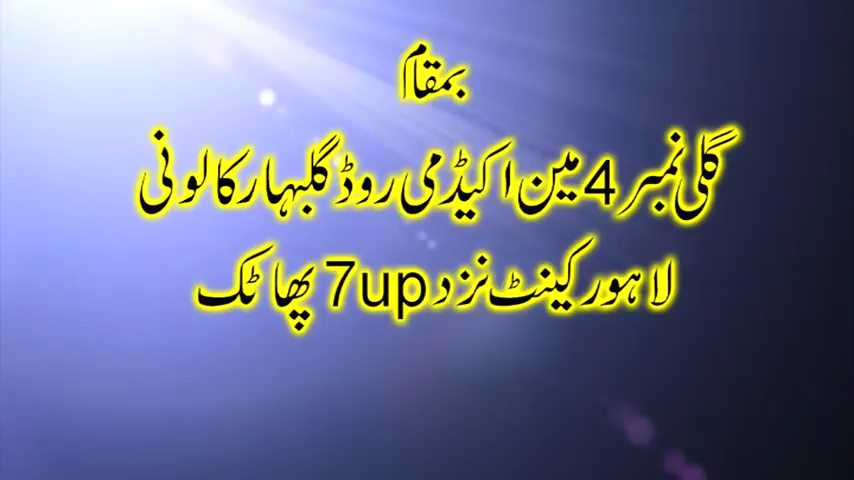 بمقام
گلی نمبر 4 مین اکیڈمی روڈ گلبہار کالونی
لاہور کینٹ نزد 7up پھاٹک